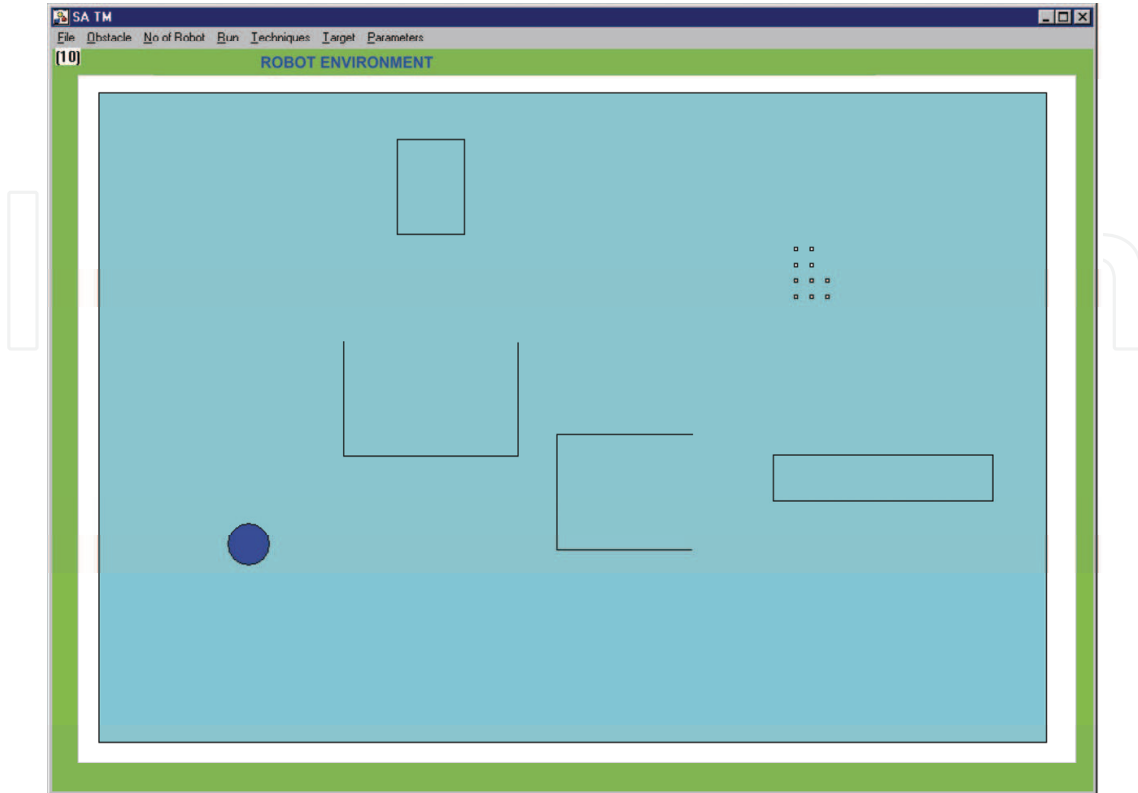 SA TM
File Obstacle No of Robot Run Techniques Target Parameters
(10)
ROBOT ENVIRONMENT